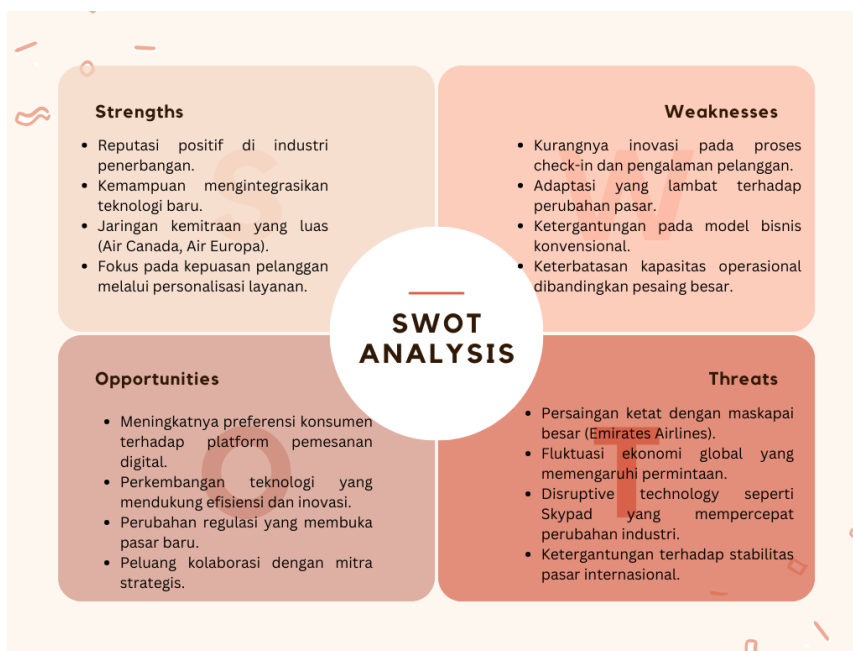 Strengths
• Reputasi positif di industri
penerbangan.
• Kemampuan mengintegrasikan
teknologi baru.
• Jaringan kemitraan yang luas
(Air Canada, Air Europa).
• Fokus pada kepuasan pelanggan
melalui personalisasi layanan.
S
Weaknesses
• Kurangnya inovasi pada proses
check-in dan pengalaman pelanggan.
• Adaptasi yang lambat terhadap
perubahan pasar.
• Ketergantungan pada model bisnis
konvensional.
• Keterbatasan kapasitas operasional
dibandingkan pesaing besar.
W
SWOT
ANALYSIS
Opportunities
• Meningkatnya preferensi konsumen
terhadap platform pemesanan
digital.
• Perkembangan teknologi yang
mendukung efisiensi dan inovasi.
• Perubahan regulasi yang membuka
pasar baru.
• Peluang kolaborasi dengan mitra
strategis.
O
Threats
• Persaingan ketat dengan maskapai
besar (Emirates Airlines).
• Fluktuasi ekonomi global yang
memengaruhi permintaan.
• Disruptive technology seperti
Skypad yang mempercepat
perubahan industri.
• Ketergantungan terhadap stabilitas
pasar internasional.
T